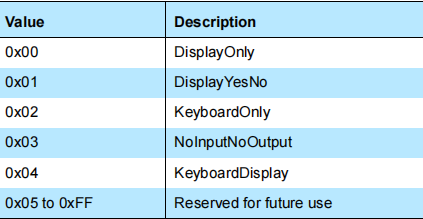 Value Description
0x00 DisplayOnly
0x01 DisplayYesNo
0x02 KeyboardOnly
0x03 NoInputNoOutput
0x04 KeyboardDisplay
0x05 to 0xFF Reserved for future use